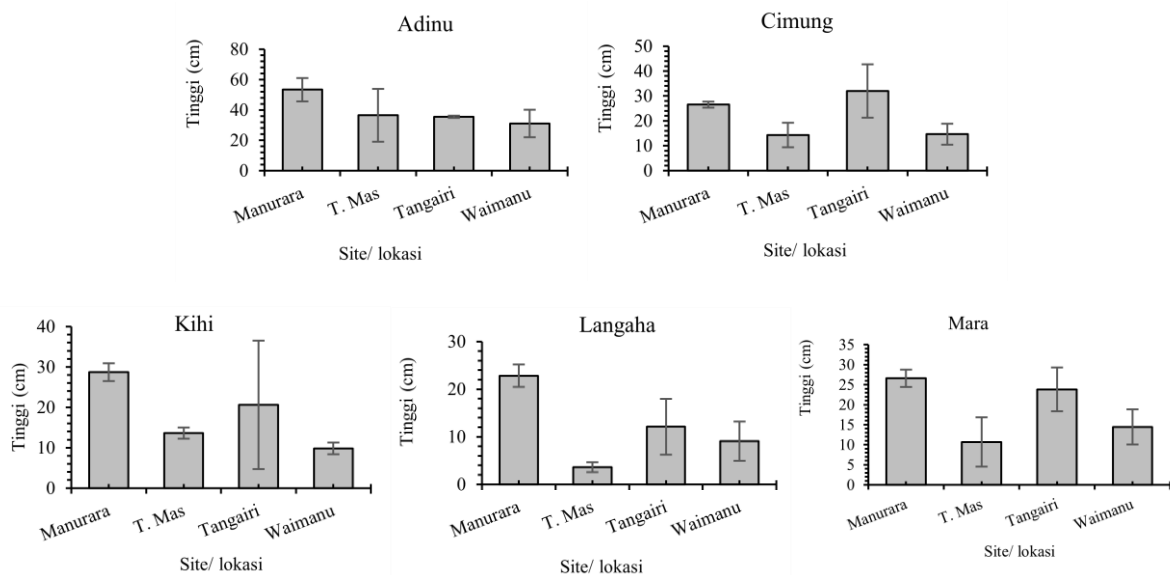 Adinu
Tinggi (cm)
80
60
40
20
0
Manurara
T. Mas
Tangairi
Waimanu
Site/ lokasi
Cimung
Tinggi (cm)
50
40
30
20
10
0
Manurara
T. Mas
Tangairi
Waimanu
Site/ lokasi
Kihi
Tinggi (cm)
40
30
20
10
0
Manurara
T. Mas
Tangairi
Waimanu
Site/ lokasi
Langaha
Tinggi (cm)
30
20
10
0
Manurara
T. Mas
Tangairi
Waimanu
Site/ lokasi
Mara
Tinggi (cm)
35
30
25
20
15
10
5
0
Manurara
T. Mas
Tangairi
Waimanu
Site/ lokasi